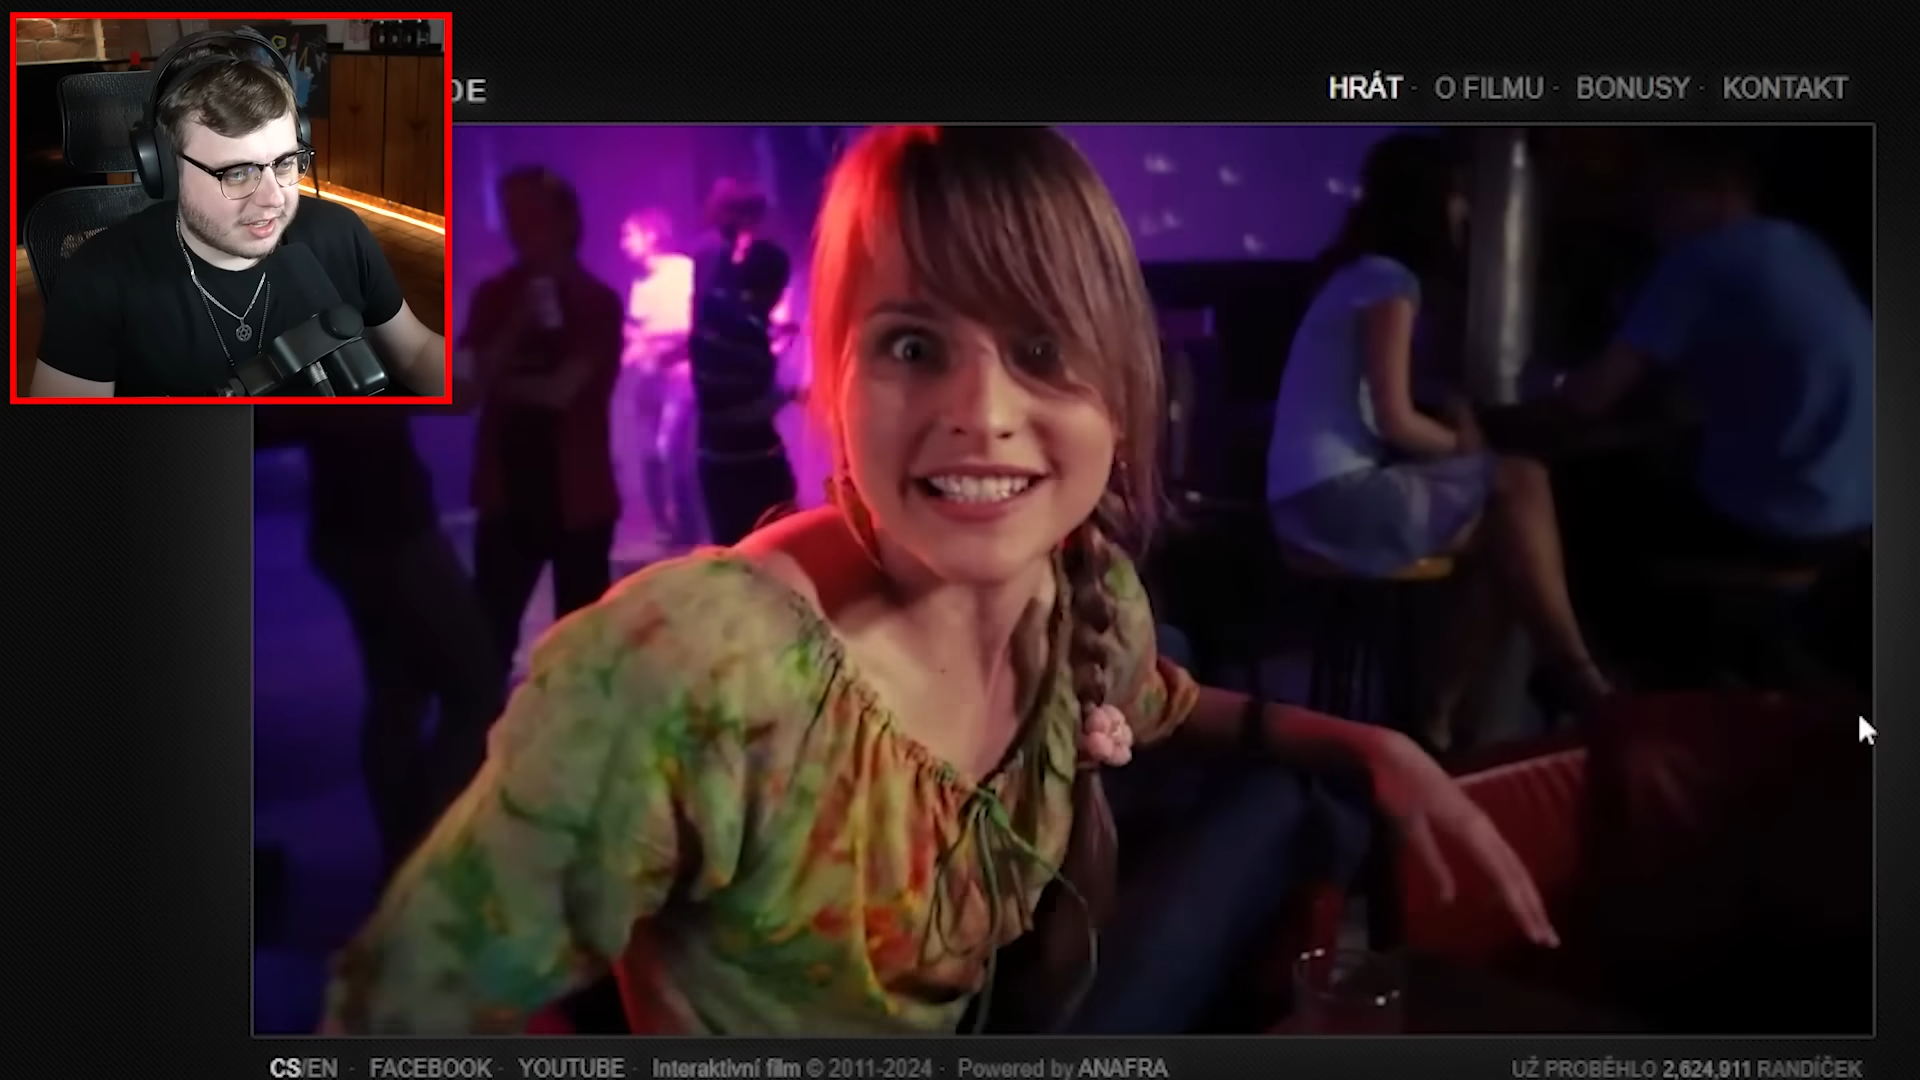 DE
HRÁT · O FILMU · BONUSY · KONTAKT
CS/EN · FACEBOOK · YOUTUBE · Interaktivní film © 2011-2024 · Powered by ANAFRA
UŽ PROBĚHLO 2,624,911 RANDÍČEK